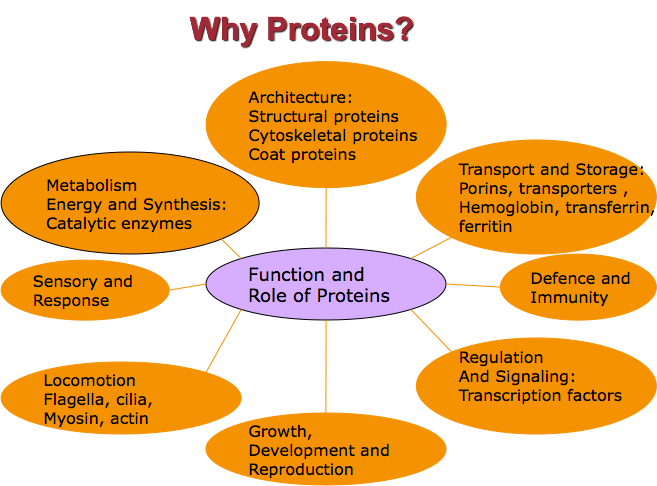 Why Proteins?
Architecture:
Structural proteins
Cytoskeletal proteins
Coat proteins
Metabolism
Energy and Synthesis:
Catalytic enzymes
Transport and Storage:
Porins, transporters ,
Hemoglobin, transferrin,
ferritin
Function and
Role of Proteins
Sensory and
Response
Defence and
Immunity
Locomotion
Flagella, cilia,
Myosin, actin
Regulation
And Signaling:
Transcription factors
Growth,
Development and
Reproduction